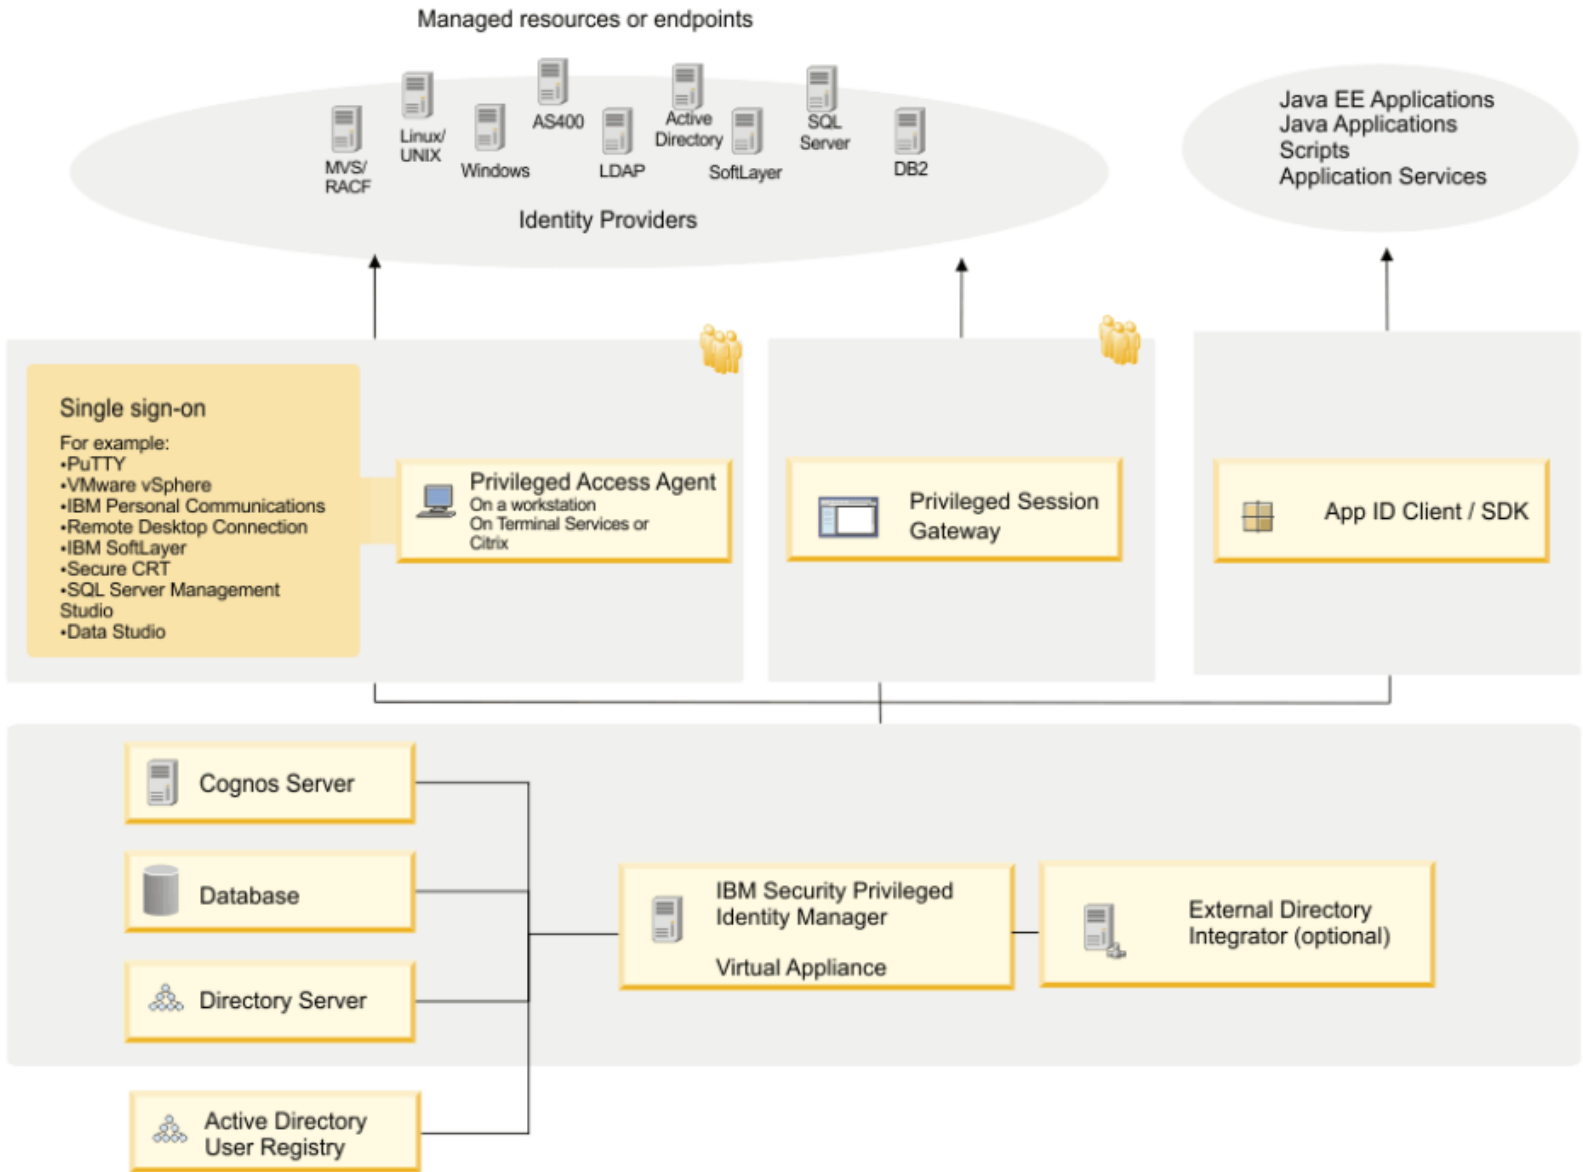 Managed resources or endpoints
MVS/
RACF
Linux/
UNIX
Windows
AS400
LDAP
Active
Directory
SoftLayer
SQL
Server
DB2
Identity Providers
Java EE Applications
Java Applications
Scripts
Application Services
Single sign-on
For example:
•PuTTY
•VMware vSphere
•IBM Personal Communications
•Remote Desktop Connection
•IBM SoftLayer
•Secure CRT
•SQL Server Management
Studio
•Data Studio
Privileged Access Agent
On a workstation
On Terminal Services or
Citrix
Privileged Session
Gateway
App ID Client / SDK
Cognos Server
Database
Directory Server
Active Directory
User Registry
IBM Security Privileged
Identity Manager
Virtual Appliance
External Directory
Integrator (optional)